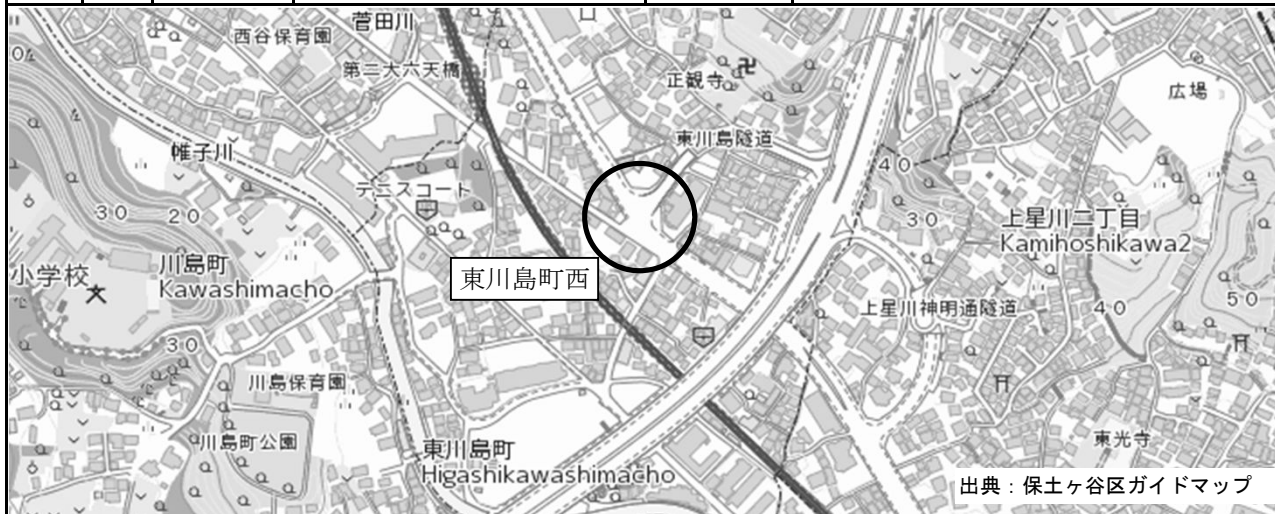 菅田川
西谷保育園
第二大六天橋
正観寺
広場
東川島隧道
帷子川
テニスコート
40
30
20
30
上星川二丁目
Kamihoshikawa2
川島町
Kawashimacho
小学校
東川島町西
50
40
上星川神明通隧道
30
川島保育園
川島町公園
東川島町
Higashikawashimacho
東光寺
出典：保土ヶ谷区ガイドマップ